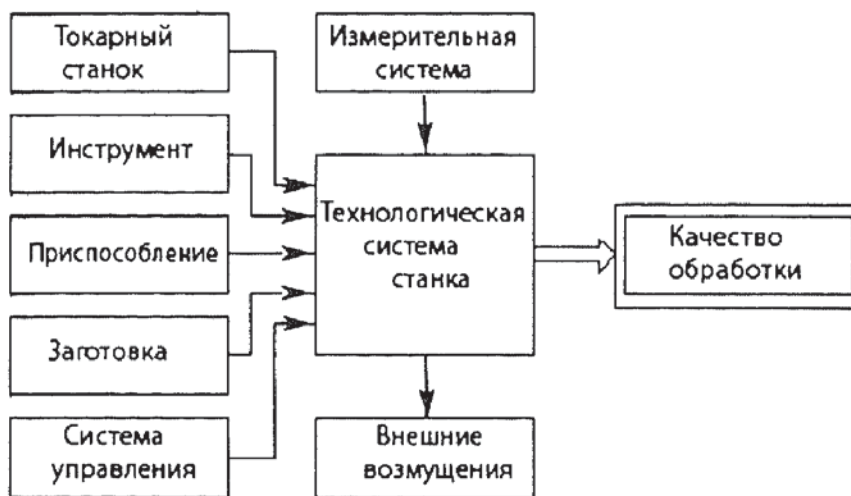 Токарный
станок
Инструмент
Приспособление
Заготовка
Система
управления
Измерительная
система
Технологическая
система
станка
Внешние
возмущения
Качество
обработки